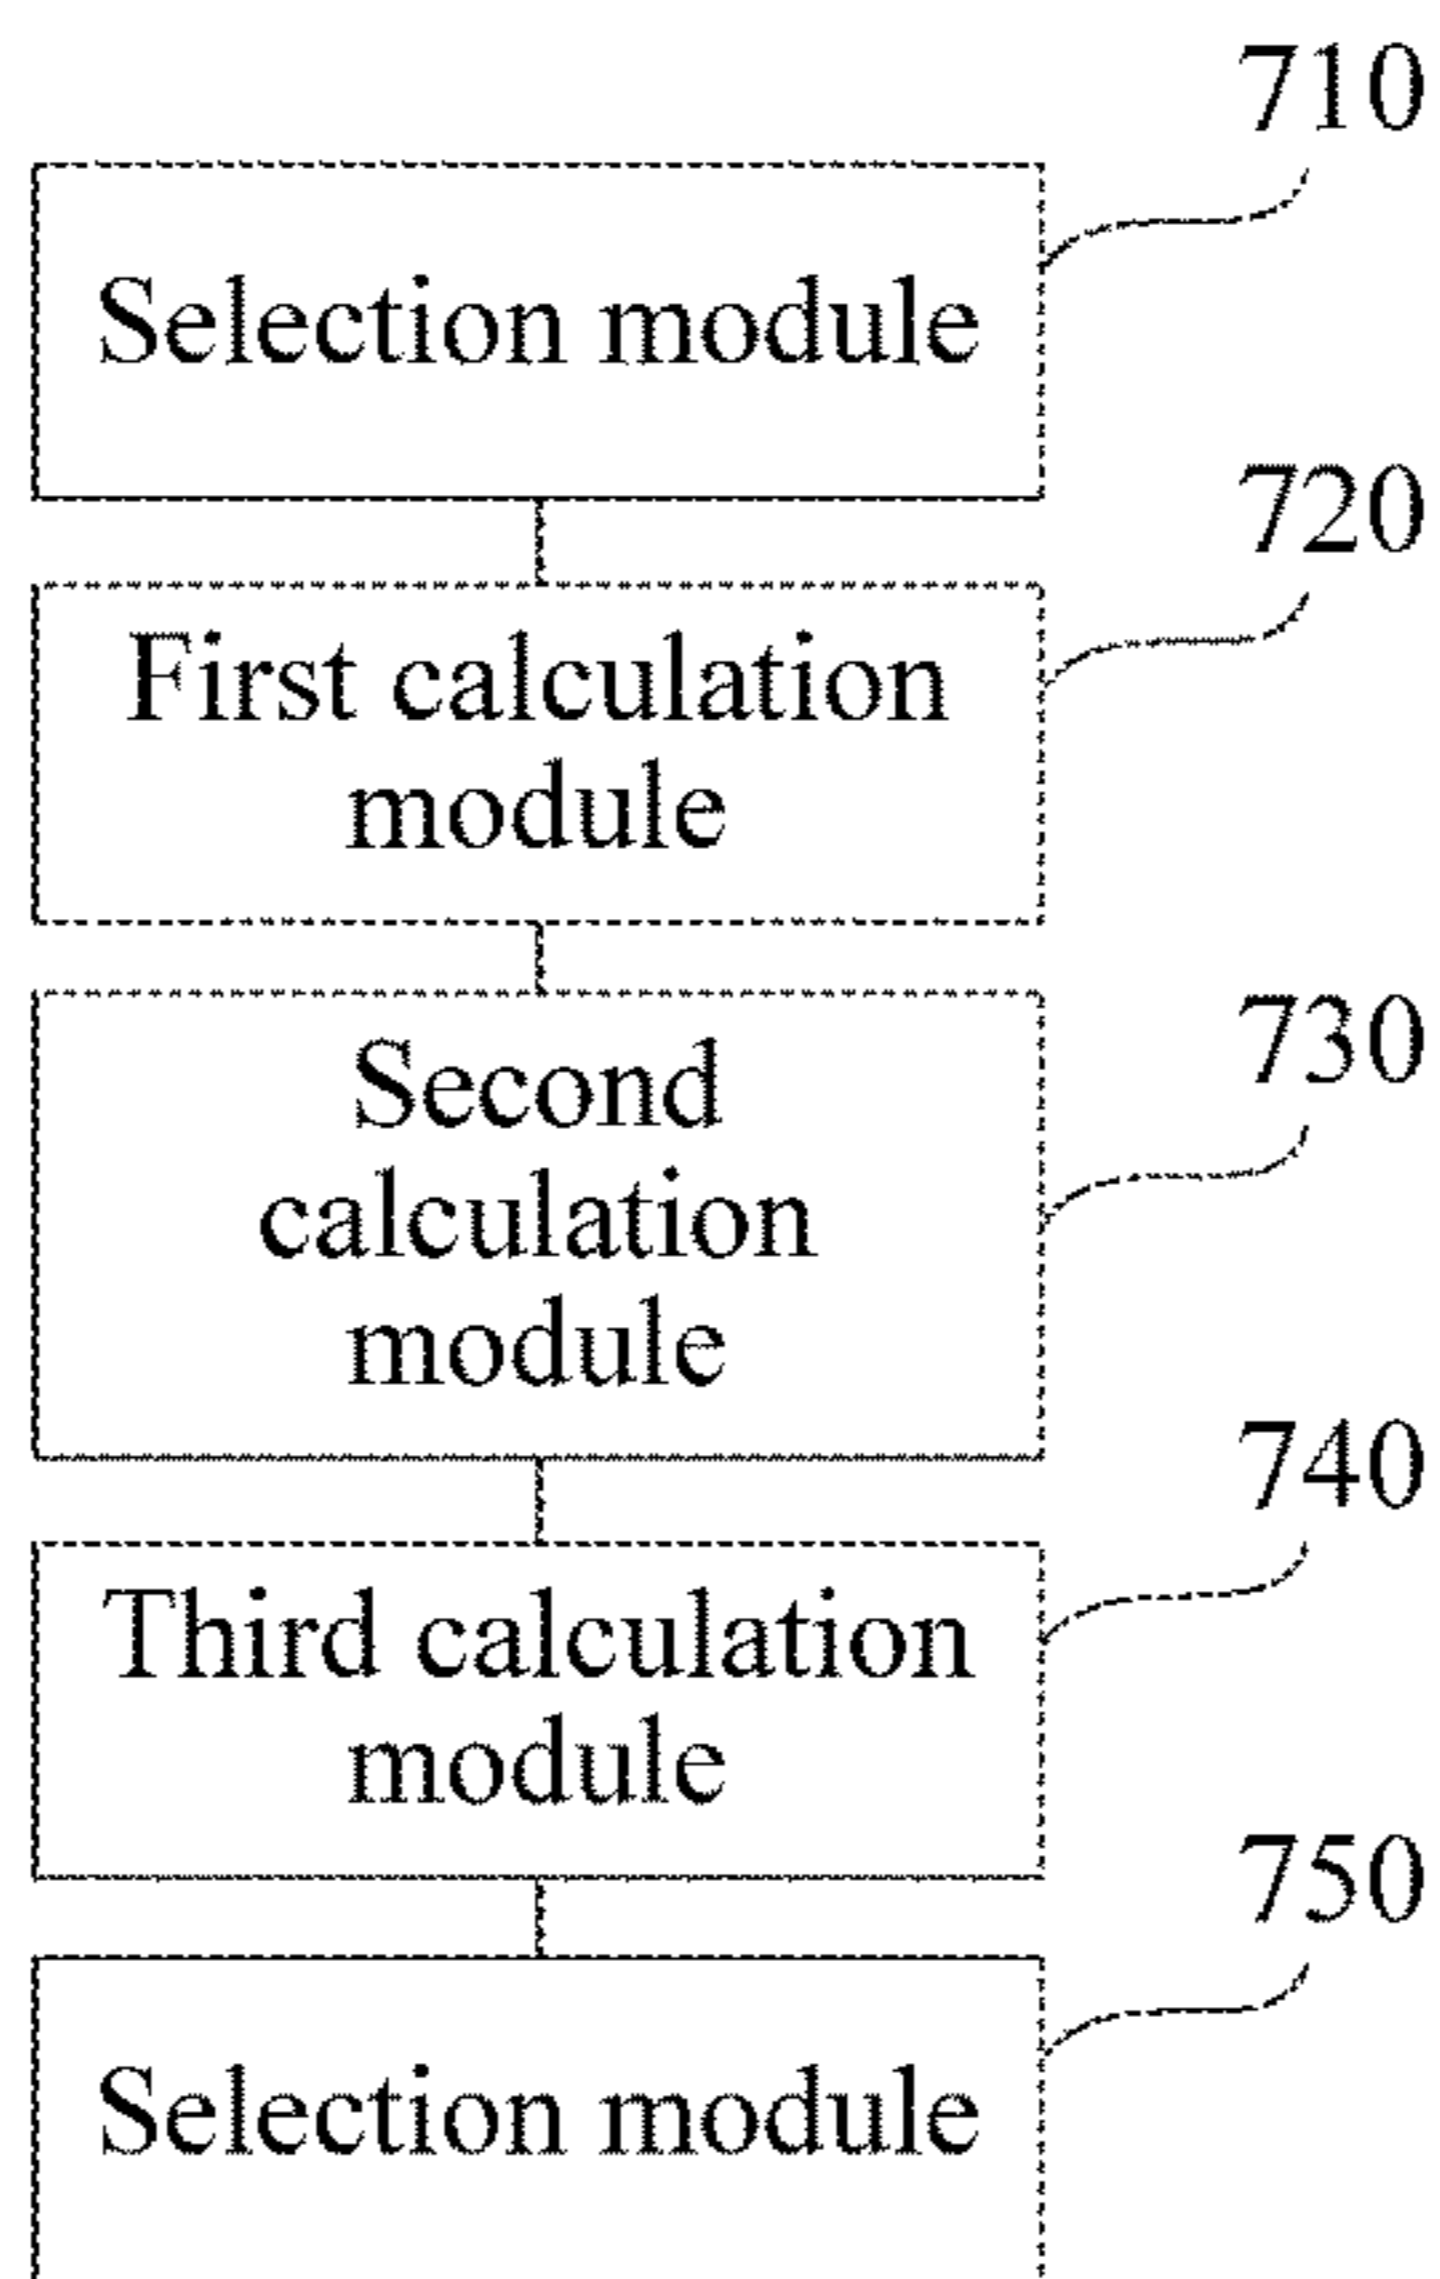 710
Selection module
720
First calculation
module
730
Second
calculation
module
740
Third calculation
module
750
Selection module